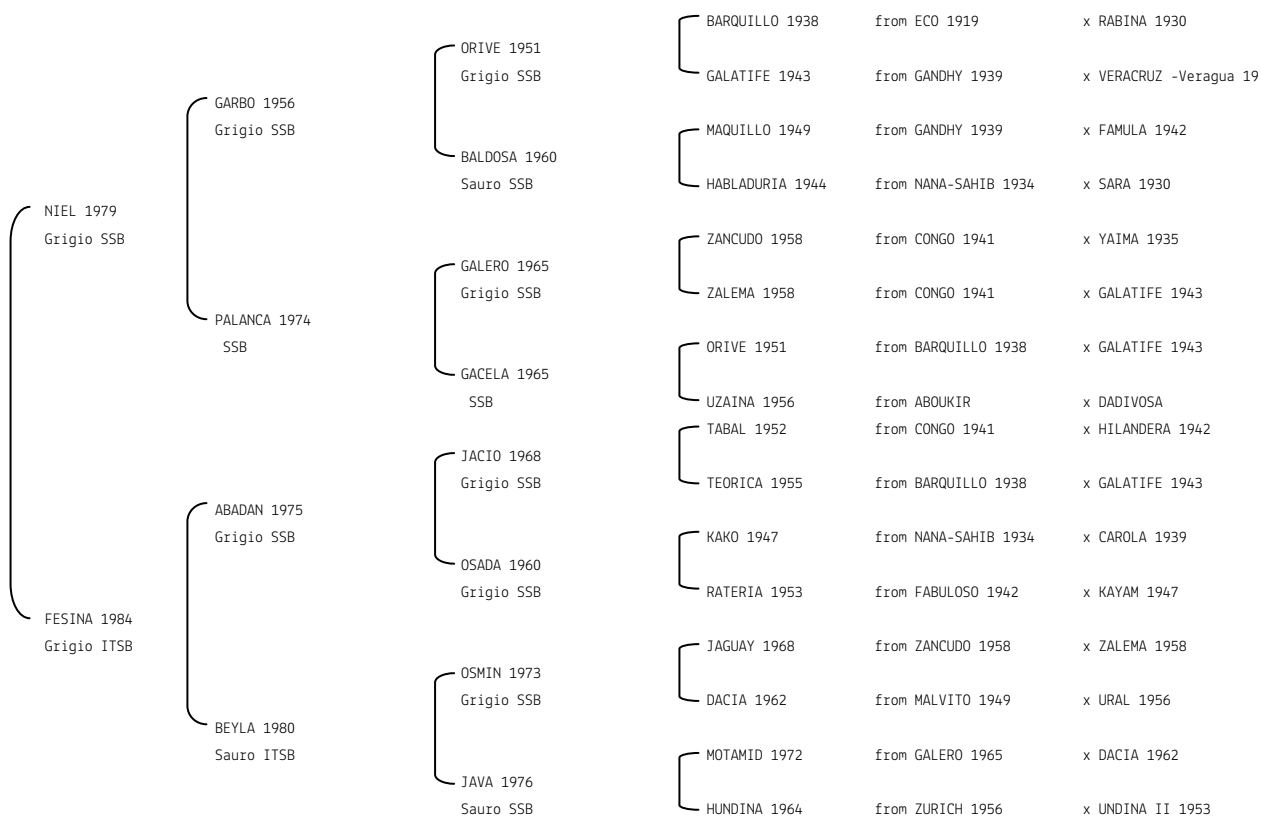 BARQUILLO 1938 from ECO 1919 x RABINA 1930
ORIVE 1951
Grigio SSB GALATIFE 1943 from GANDHY 1939 x VERACRUZ -Veragua 19
GARBO 1956
Grigio SSB MAQUILLO 1949 from GANDHY 1939 x FAMULA 1942
BALDOSA 1960
Sauro SSB HABLADURIA 1944 from NANA-SAHIB 1934 x SARA 1930
NIEL 1979
Grigio SSB ZANCUDO 1958 from CONGO 1941 x YAIMA 1935
GALERO 1965
Grigio SSB ZALEMA 1958 from CONGO 1941 x GALATIFE 1943
PALANCA 1974
SSB ORIVE 1951 from BARQUILLO 1938 x GALATIFE 1943
GACELA 1965
SSB UZAINA 1956 from ABOUKIR x DADIVOSA
TABAL 1952 from CONGO 1941 x HILANDERA 1942
JACIO 1968
Grigio SSB TEORICA 1955 from BARQUILLO 1938 x GALATIFE 1943
ABADAN 1975
Grigio SSB KAKO 1947 from NANA-SAHIB 1934 x CAROLA 1939
OSADA 1960
Grigio SSB RATERIA 1953 from FABULOSO 1942 x KAYAM 1947
FESINA 1984
Grigio ITSB JAGUAY 1968 from ZANCUDO 1958 x ZALEMA 1958
OSMIN 1973
Grigio SSB DACIA 1962 from MALVITO 1949 x URAL 1956
BEYLA 1980
Sauro ITSB MOTAMID 1972 from GALERO 1965 x DACIA 1962
JAVA 1976
Sauro SSB HUNDINA 1964 from ZURICH 1956 x UNDINA II 1953